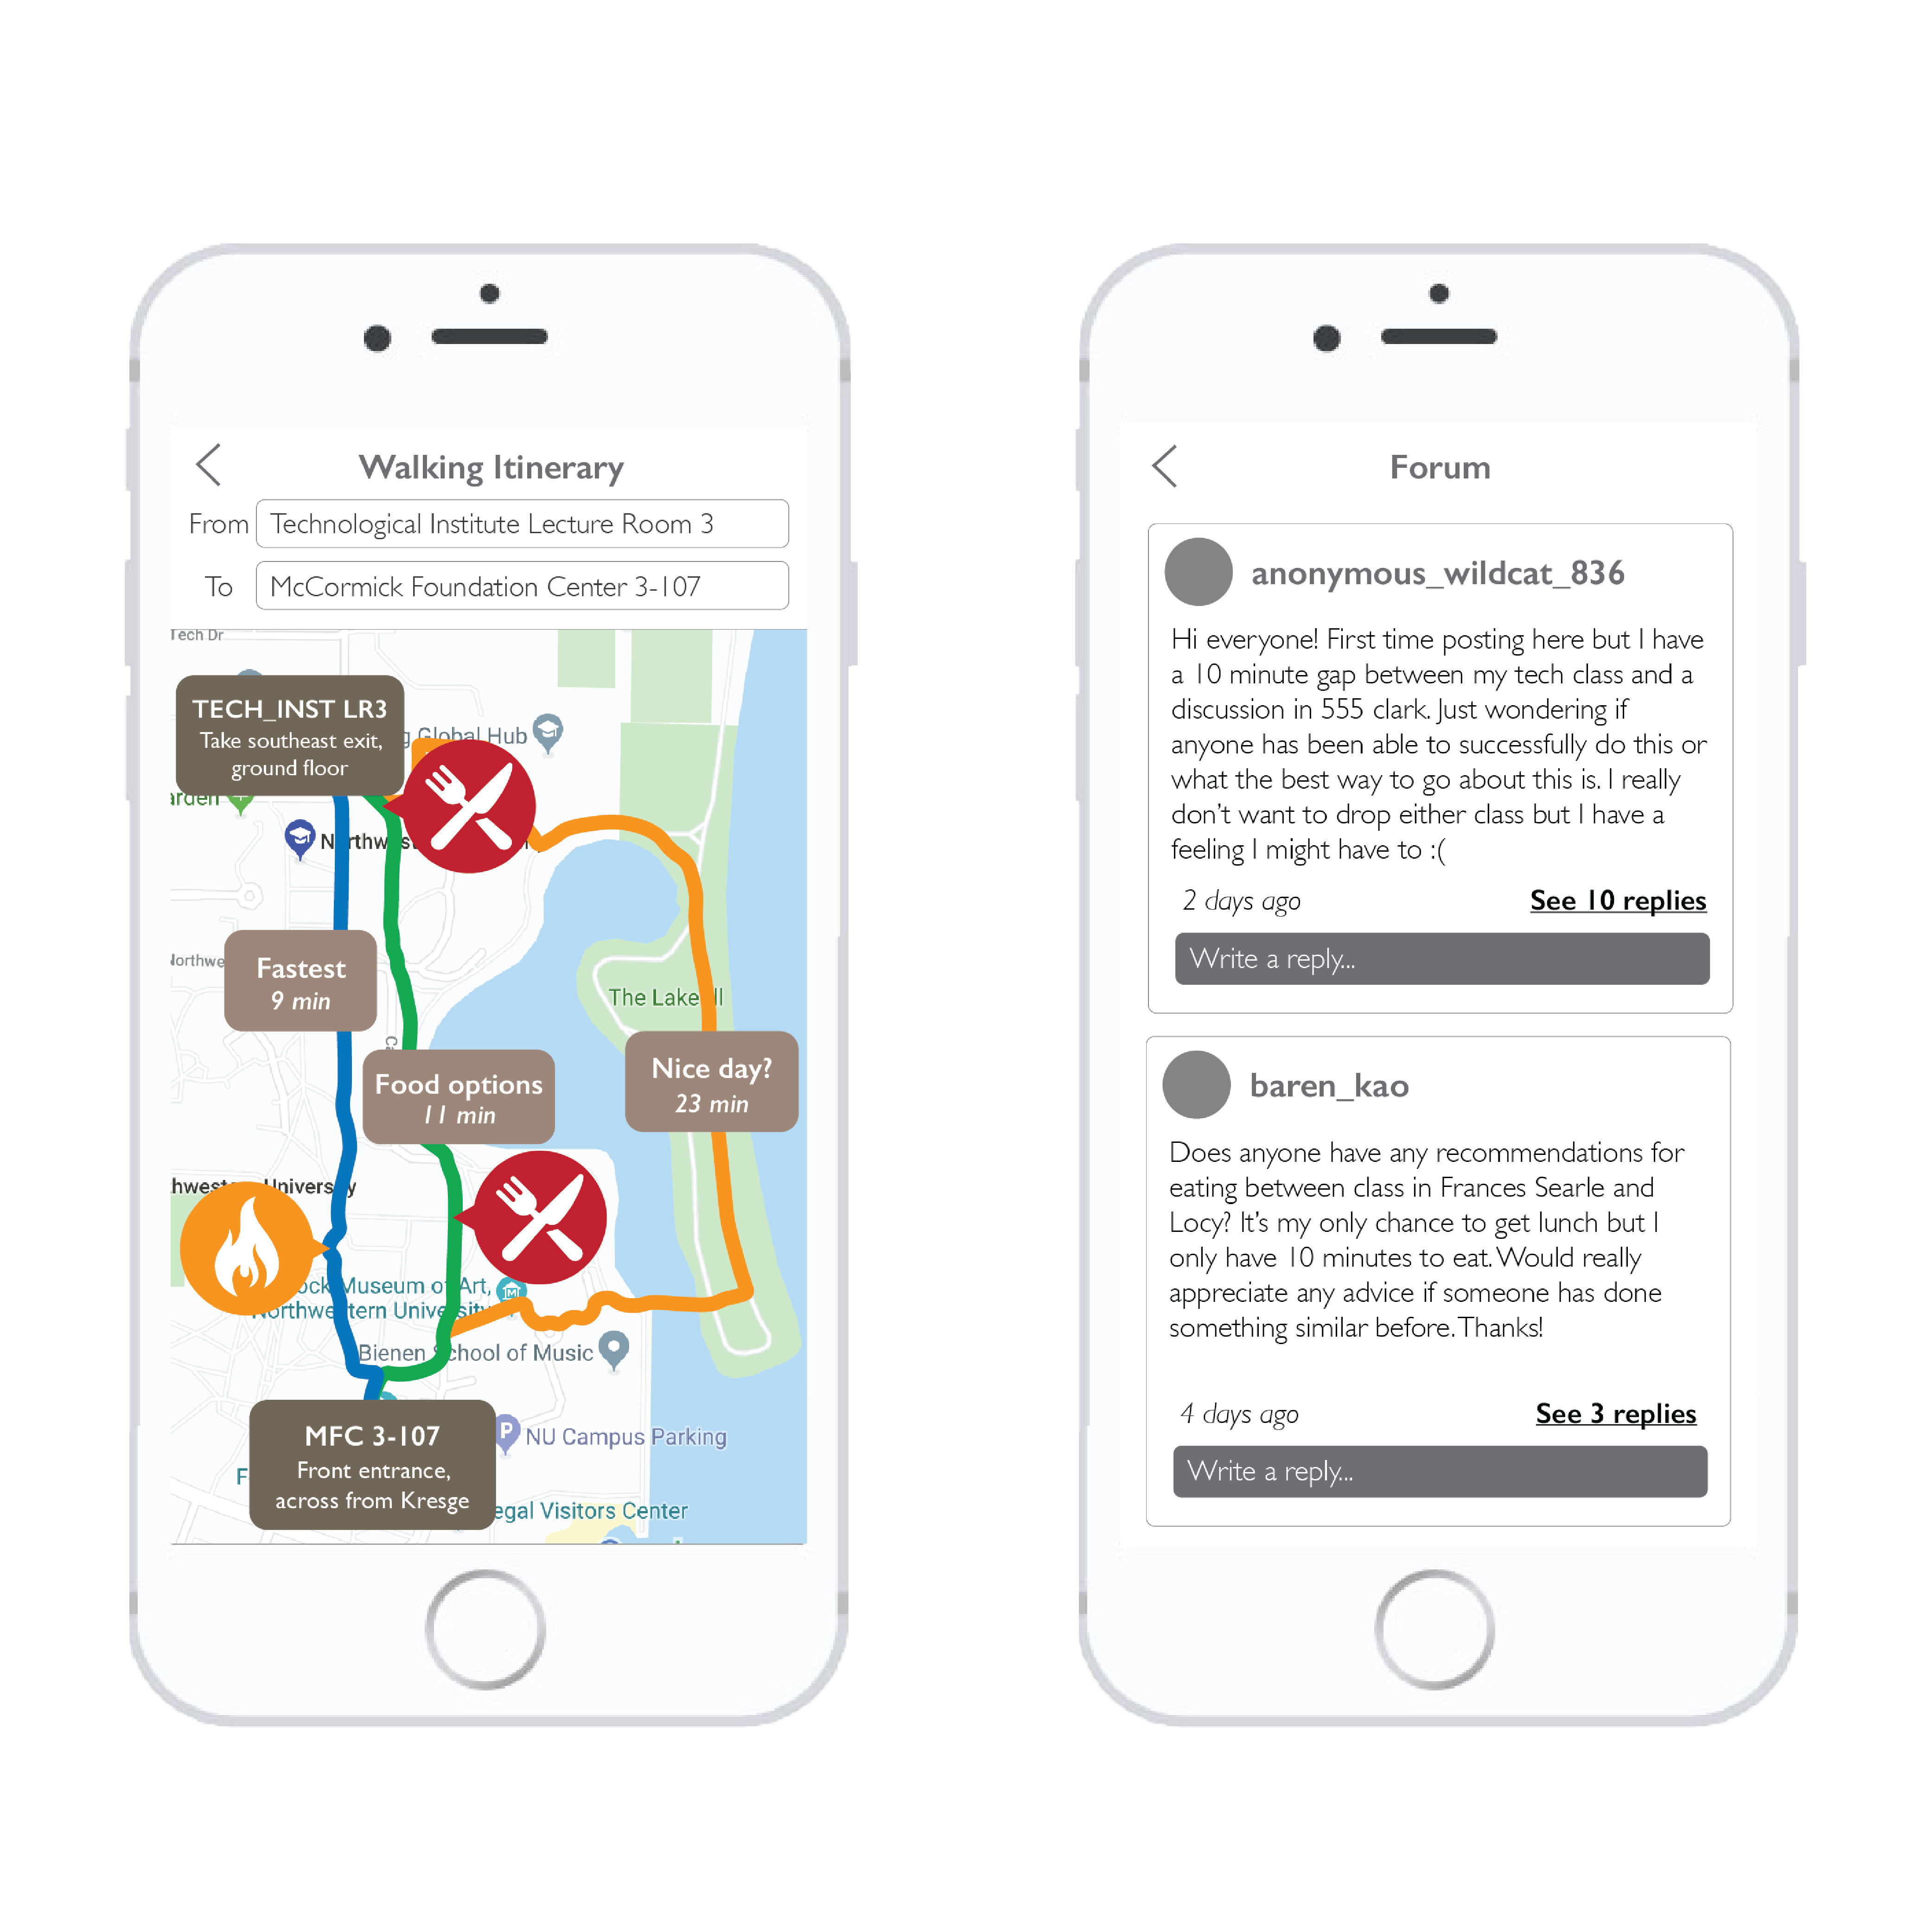 Walking Itinerary
From Technological Institute Lecture Room 3
To McCormick Foundation Center 3-107
Tech Dr
TECH_INST LR3
Take southeast exit,
ground floor
Global Hub
arden
Fastest
9 min
The Lake
Food options
11 min
Nice day?
23 min
University
Museum of Art,
Northwestern University
Bienen School of Music
MFC 3-107
Front entrance,
across from Kresge
P
NU Campus Parking
F
egal Visitors Center
Forum
anonymous_wildcat_836
Hi everyone! First time posting here but I have
a 10 minute gap between my tech class and a
discussion in 555 clark. Just wondering if
anyone has been able to successfully do this or
what the best way to go about this is. I really
don't want to drop either class but I have a
feeling I might have to :(
2 days ago See 10 replies
Write a reply...
baren_kao
Does anyone have any recommendations for
eating between class in Frances Searle and
Locy? It's my only chance to get lunch but I
only have 10 minutes to eat. Would really
appreciate any advice if someone has done
something similar before. Thanks!
4 days ago See 3 replies
Write a reply...